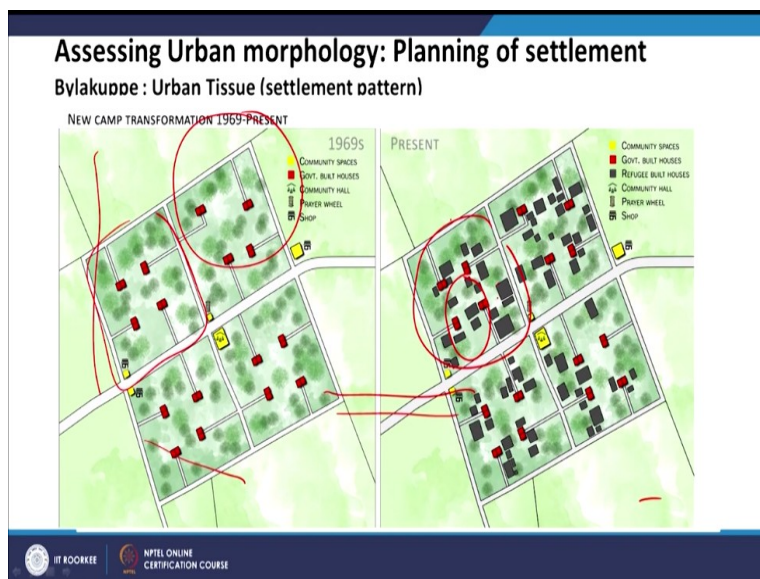 Assessing Urban morphology: Planning of settlement
Bylakuppe : Urban Tissue (settlement pattern)
NEW CAMP TRANSFORMATION 1969-PRESENT
1969S
COMMUNITY SPACES
GOVT. BUILT HOUSES
COMMUNITY HALL
PRAYER WHEEL
SHOP
PRESENT
COMMUNITY SPACES
GOVT. BUILT HOUSES
REFUGEE BUILT HOUSES
COMMUNITY HALL
PRAYER WHEEL
SHOP
IIT ROORKEE
NPTEL ONLINE
CERTIFICATION COURSE